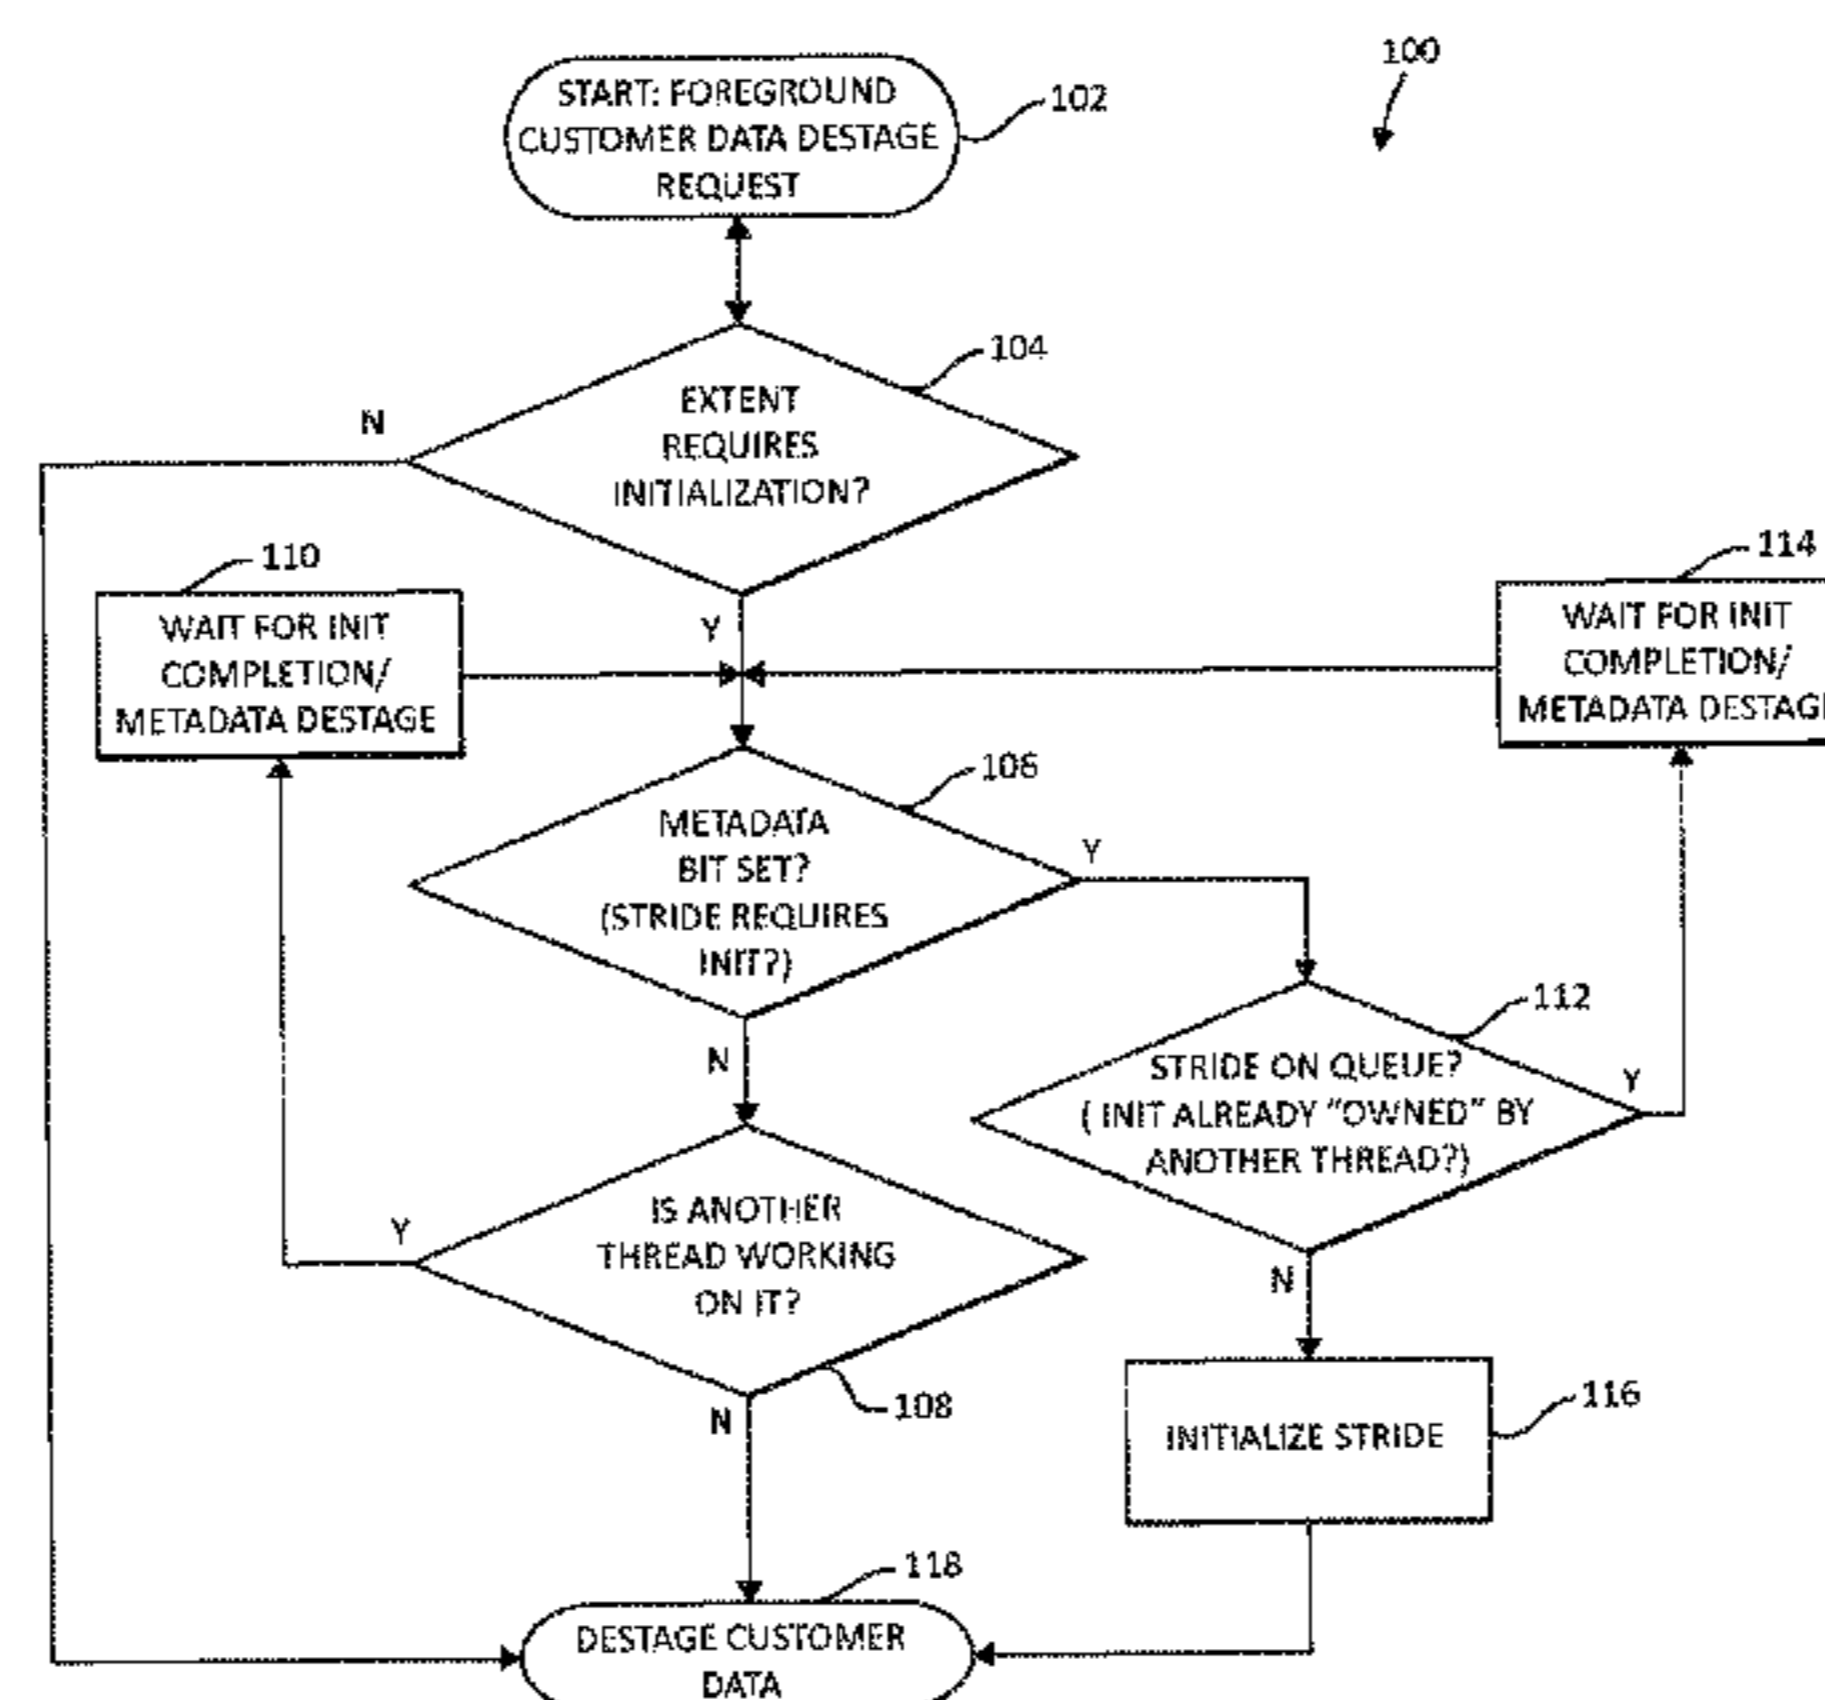 100
START: FOREGROUND
CUSTOMER DATA DESTAGE
REQUEST
102
104
EXTENT
REQUIRES
INITIALIZATION?
N
Y
110
WAIT FOR INIT
COMPLETION/
METADATA DESTAGE
114
WAIT FOR INIT
COMPLETION/
METADATA DESTAGE
106
METADATA
BIT SET?
(STRIDE REQUIRES
INIT?)
Y
N
112
STRIDE ON QUEUE?
( INIT ALREADY "OWNED" BY
ANOTHER THREAD?)
Y
N
IS ANOTHER
THREAD WORKING
ON IT?
Y
N
108
116
INITIALIZE STRIDE
118
DESTAGE CUSTOMER
DATA